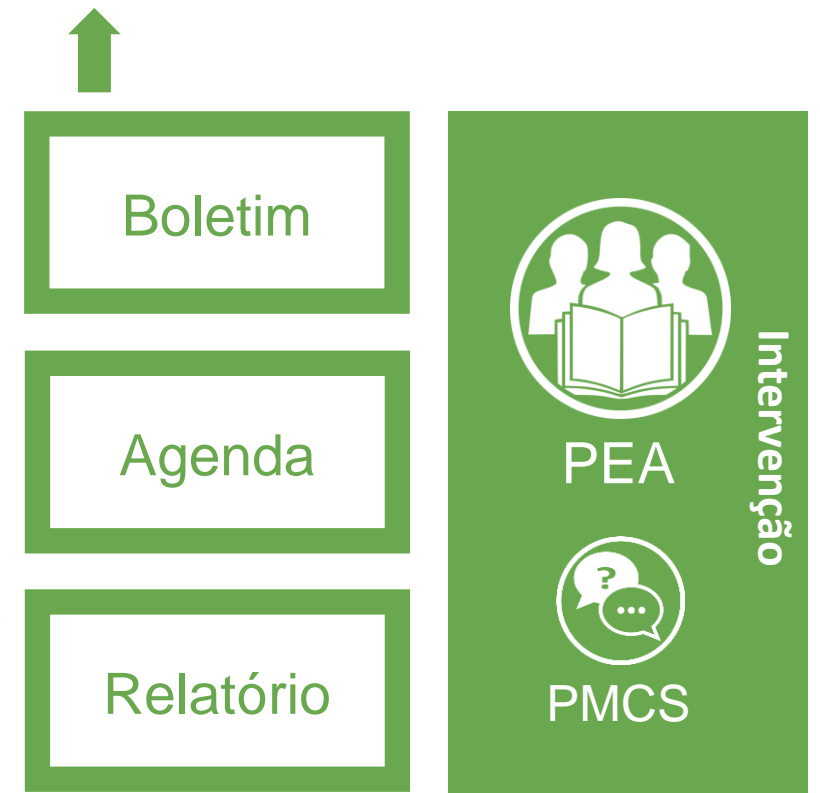 Boletim
Agenda
Relatório
PEA
?
...
PMCS
Intervenção